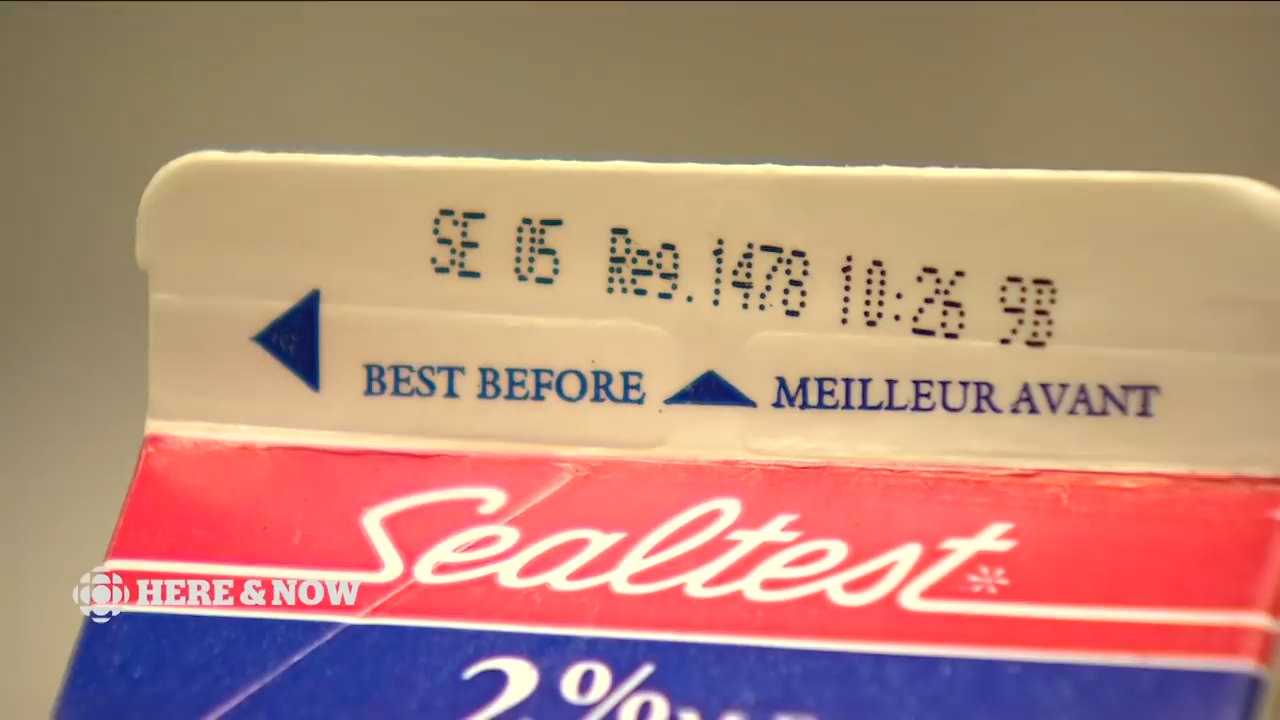 SE 05 Reg.1478 10:26 9B
BEST BEFORE MEILLEUR AVANT
Sealtest*
HERE & NOW
2%